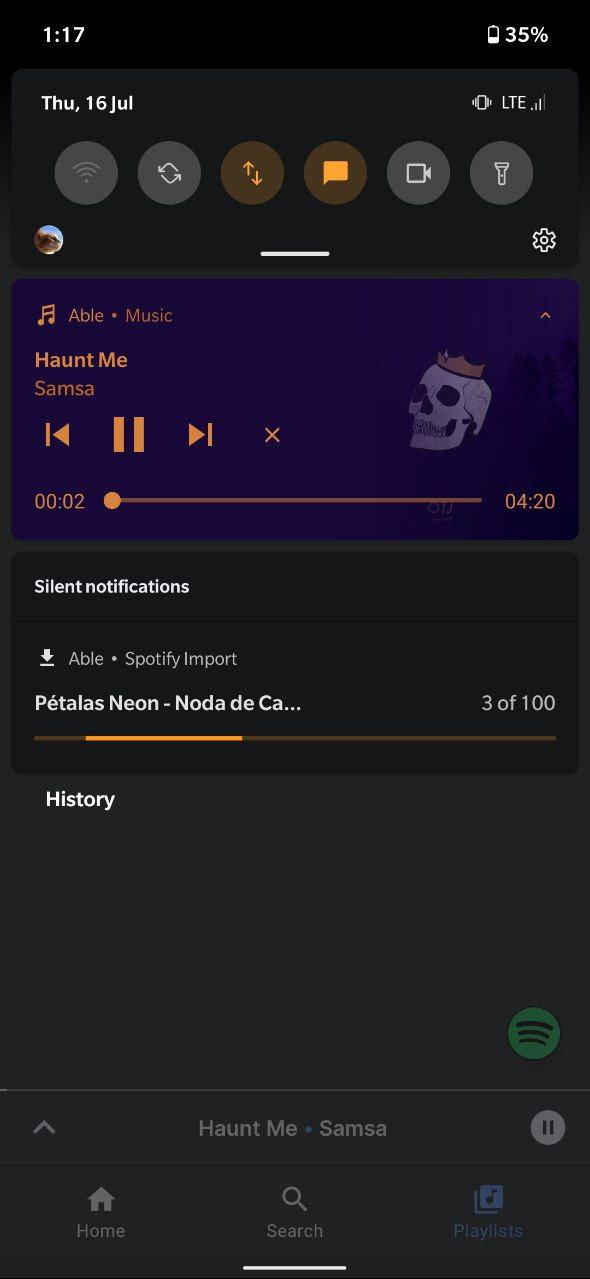 1:17
35%
Thu, 16 Jul
LTE
Able • Music
Haunt Me
Samsa
00:02
04:20
Silent notifications
Able • Spotify Import
Pétalas Neon - Noda de Ca...
3 of 100
History
Haunt Me • Samsa
Home
Search
Playlists